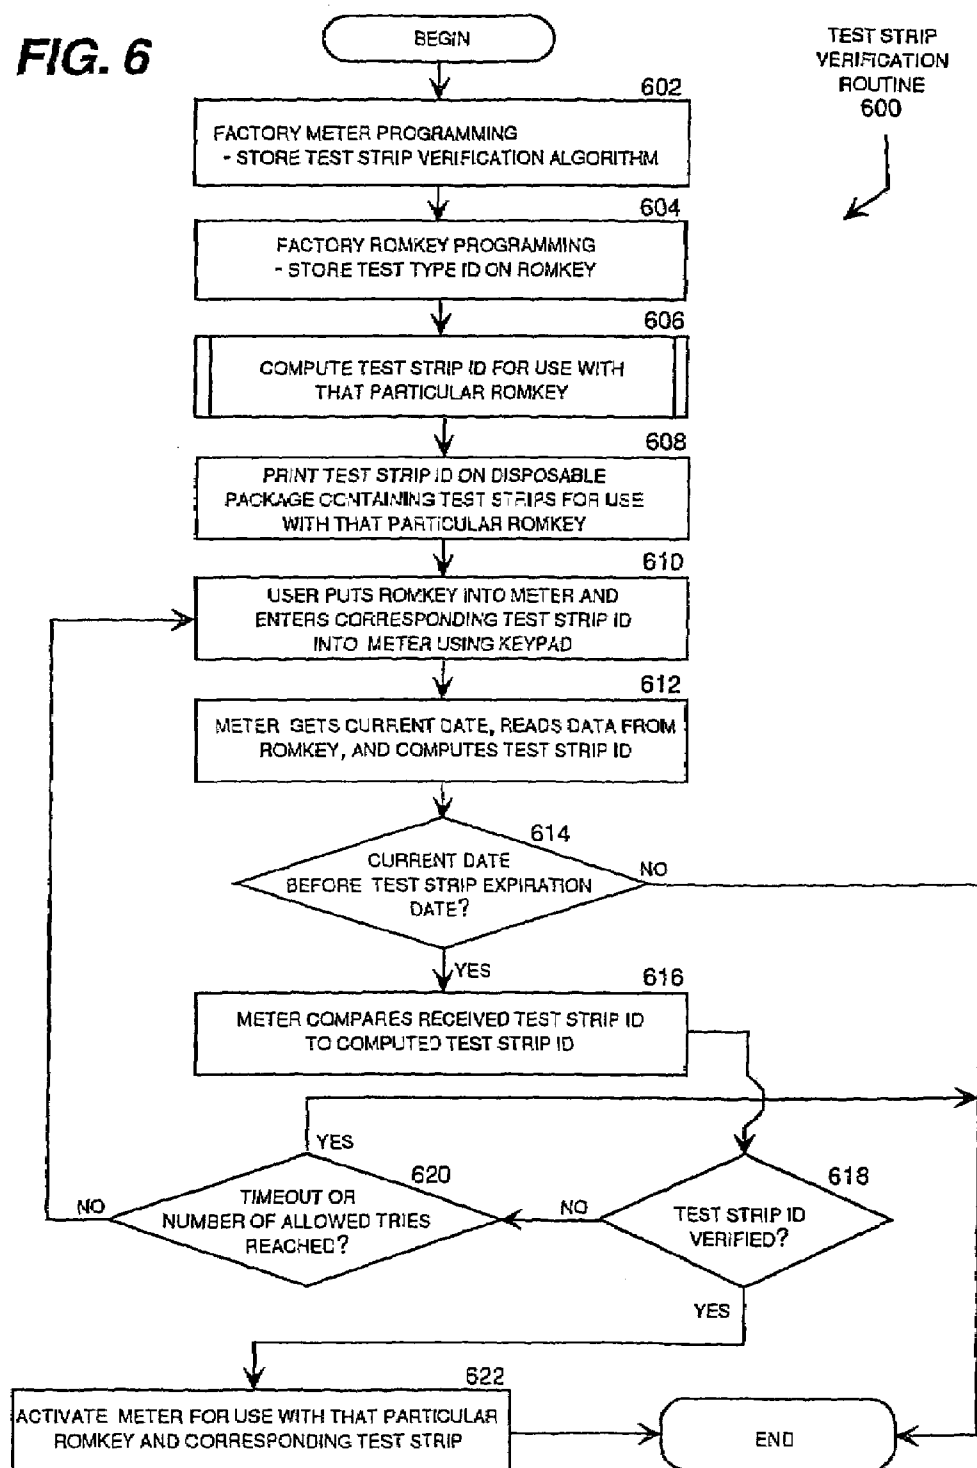 FIG. 6
BEGIN
TEST STRIP
VERIFICATION
ROUTINE
600
602
FACTORY METER PROGRAMMING
- STORE TEST STRIP VERIFICATION ALGORITHM
604
FACTORY ROMKEY PROGRAMMING
- STORE TEST TYPE ID ON ROMKEY
606
COMPUTE TEST STRIP ID FOR USE WITH
THAT PARTICULAR ROMKEY
608
PRINT TEST STRIP ID ON DISPOSABLE
PACKAGE CONTAINING TEST STRIPS FOR USE
WITH THAT PARTICULAR ROMKEY
610
USER PUTS ROMKEY INTO METER AND
ENTERS CORRESPONDING TEST STRIP ID
INTO METER USING KEYPAD
612
METER GETS CURRENT DATE, READS DATA FROM
ROMKEY, AND COMPUTES TEST STRIP ID
614
CURRENT DATE
BEFORE TEST STRIP EXPIRATION
DATE?
NO
YES
616
METER COMPARES RECEIVED TEST STRIP ID
TO COMPUTED TEST STRIP ID
YES
620
TIMEOUT OR
NUMBER OF ALLOWED TRIES
REACHED?
NO
NO
618
TEST STRIP ID
VERIFIED?
YES
622
ACTIVATE METER FOR USE WITH THAT PARTICULAR
ROMKEY AND CORRESPONDING TEST STRIP
END